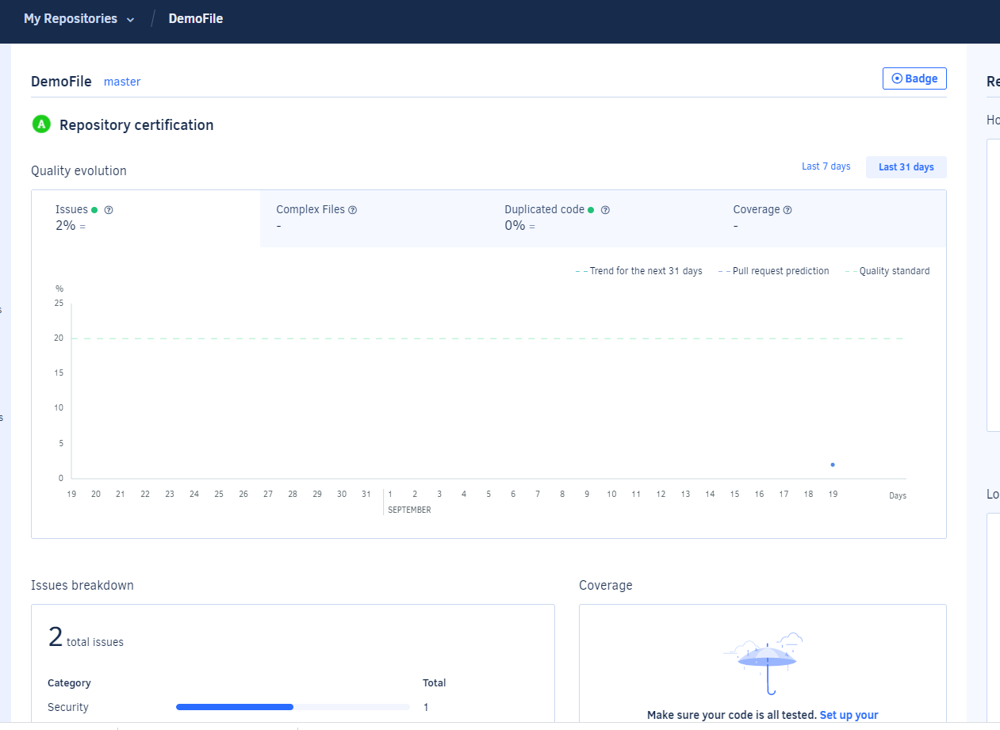 My Repositories / DemoFile
DemoFile master
Badge
A Repository certification
Quality evolution
Last 7 days
Last 31 days
Issues
2% =
Complex Files
-
Duplicated code
0% =
Coverage
-
Trend for the next 31 days
Pull request prediction
Quality standard
%
25
20
15
10
5
0
19 20 21 22 23 24 25 26 27 28 29 30 31 1 2 3 4 5 6 7 8 9 10 11 12 13 14 15 16 17 18 19 Days
SEPTEMBER
Issues breakdown
2 total issues
Category Total
Security 1
Coverage
Make sure your code is all tested. Set up your